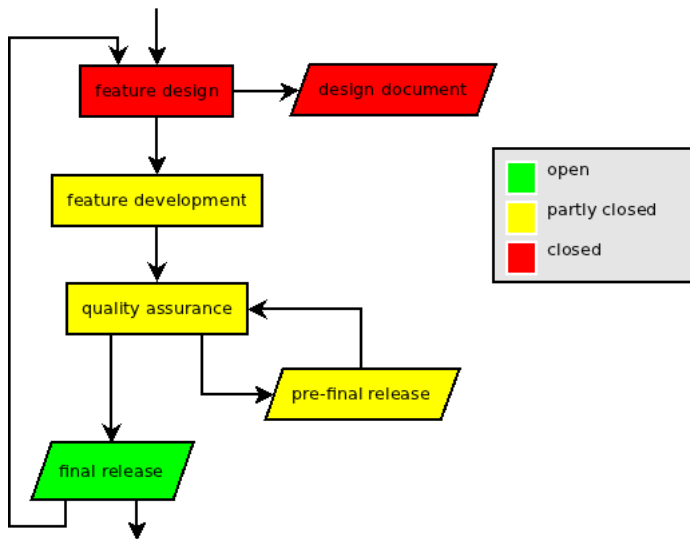 feature design
design document
feature development
quality assurance
pre-final release
final release
open
partly closed
closed